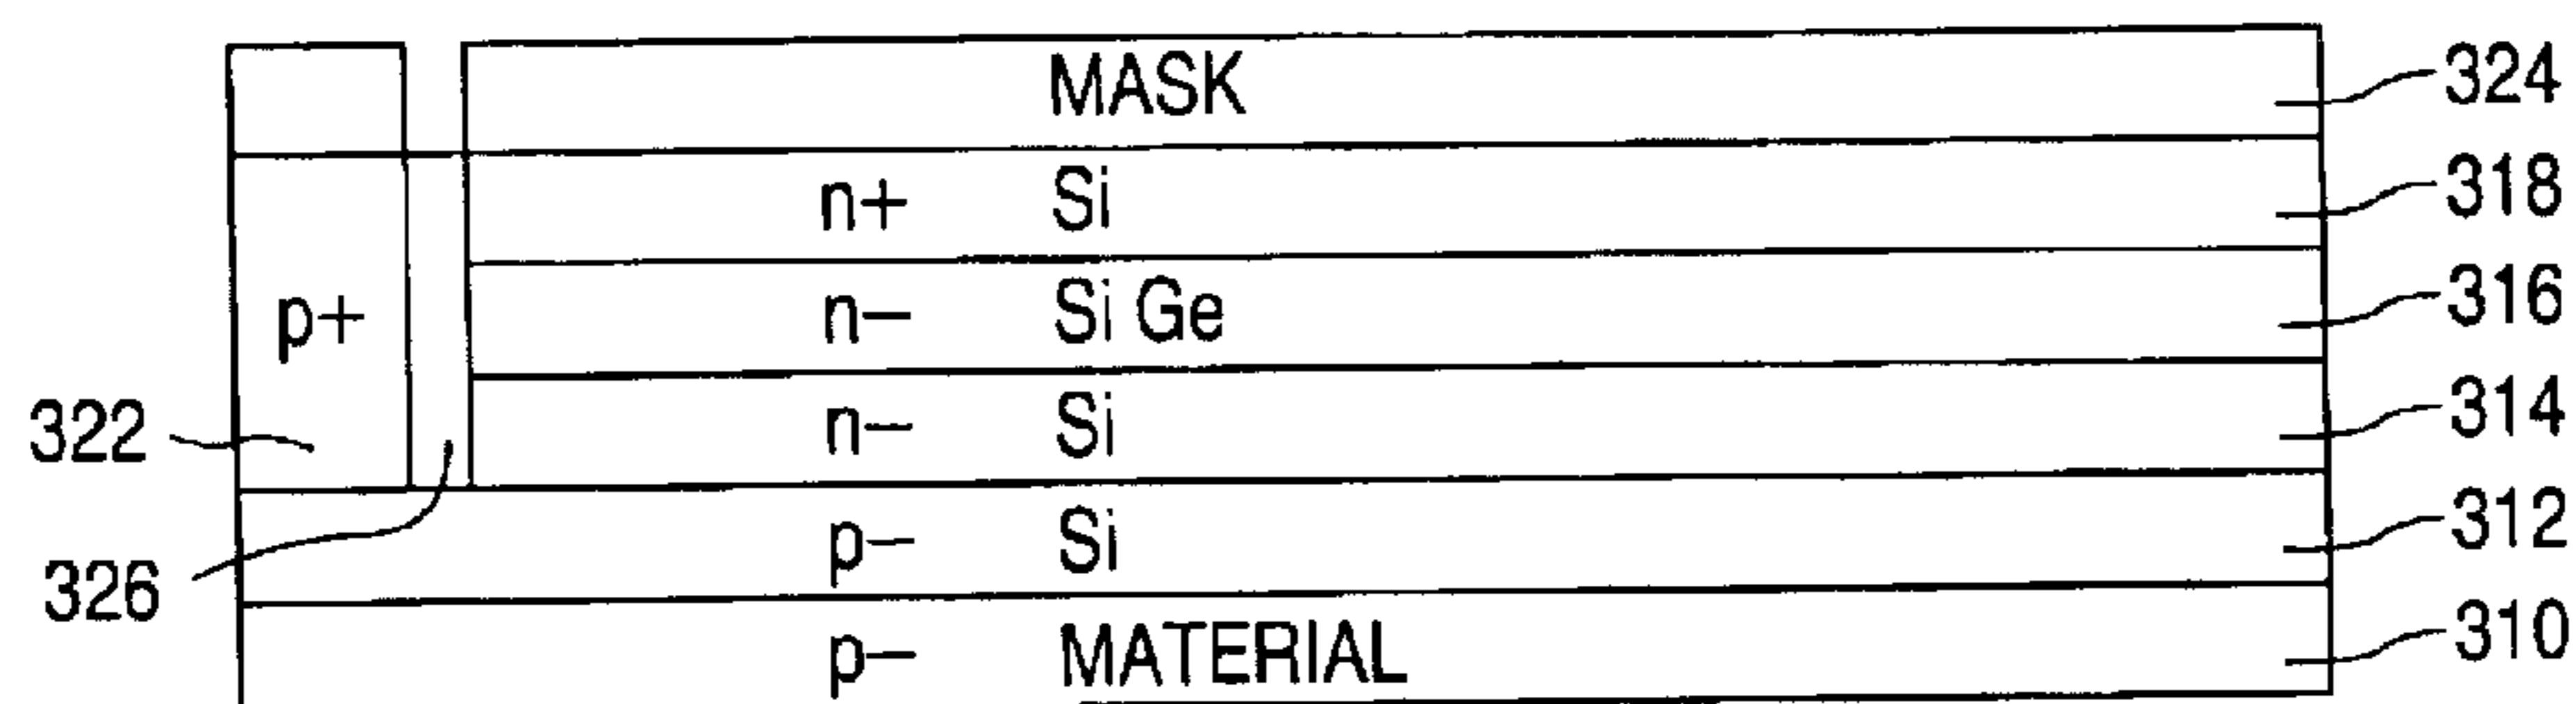 MASK 324
n+ Si 318
p+ n− Si Ge 316
322 n− Si 314
326 p− Si 312
p− MATERIAL 310